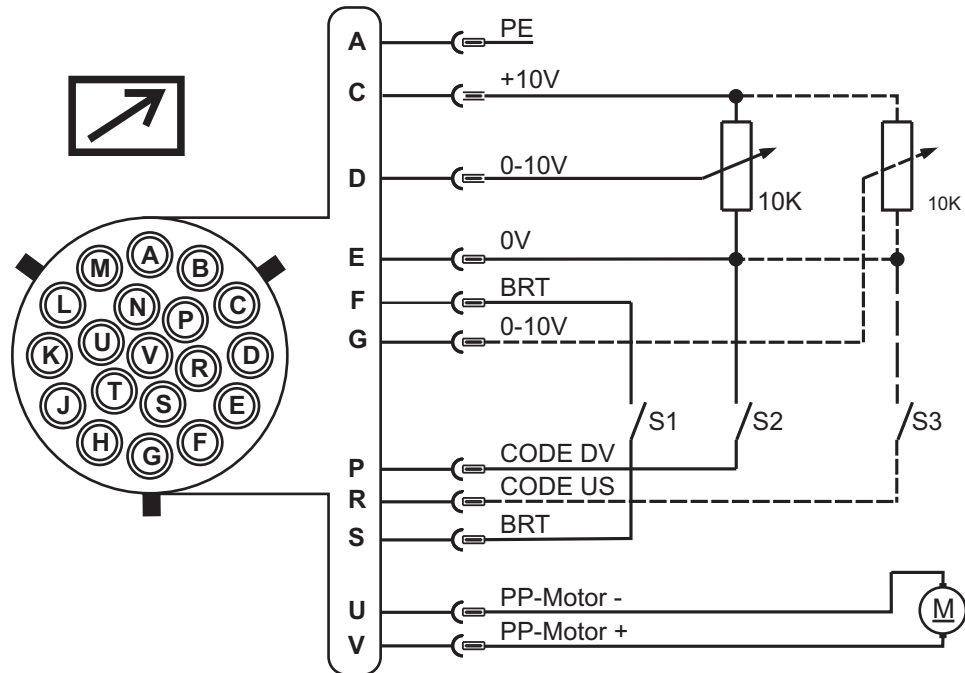 A PE
C +10V
D 0-10V
10K
10K
E 0V
F BRT
G 0-10V
S1
S2
S3
P CODE DV
R CODE US
S BRT
U PP-Motor -
V PP-Motor +
M
A
M
B
L
N
P
C
K
U
V
R
D
J
T
S
E
H
G
F